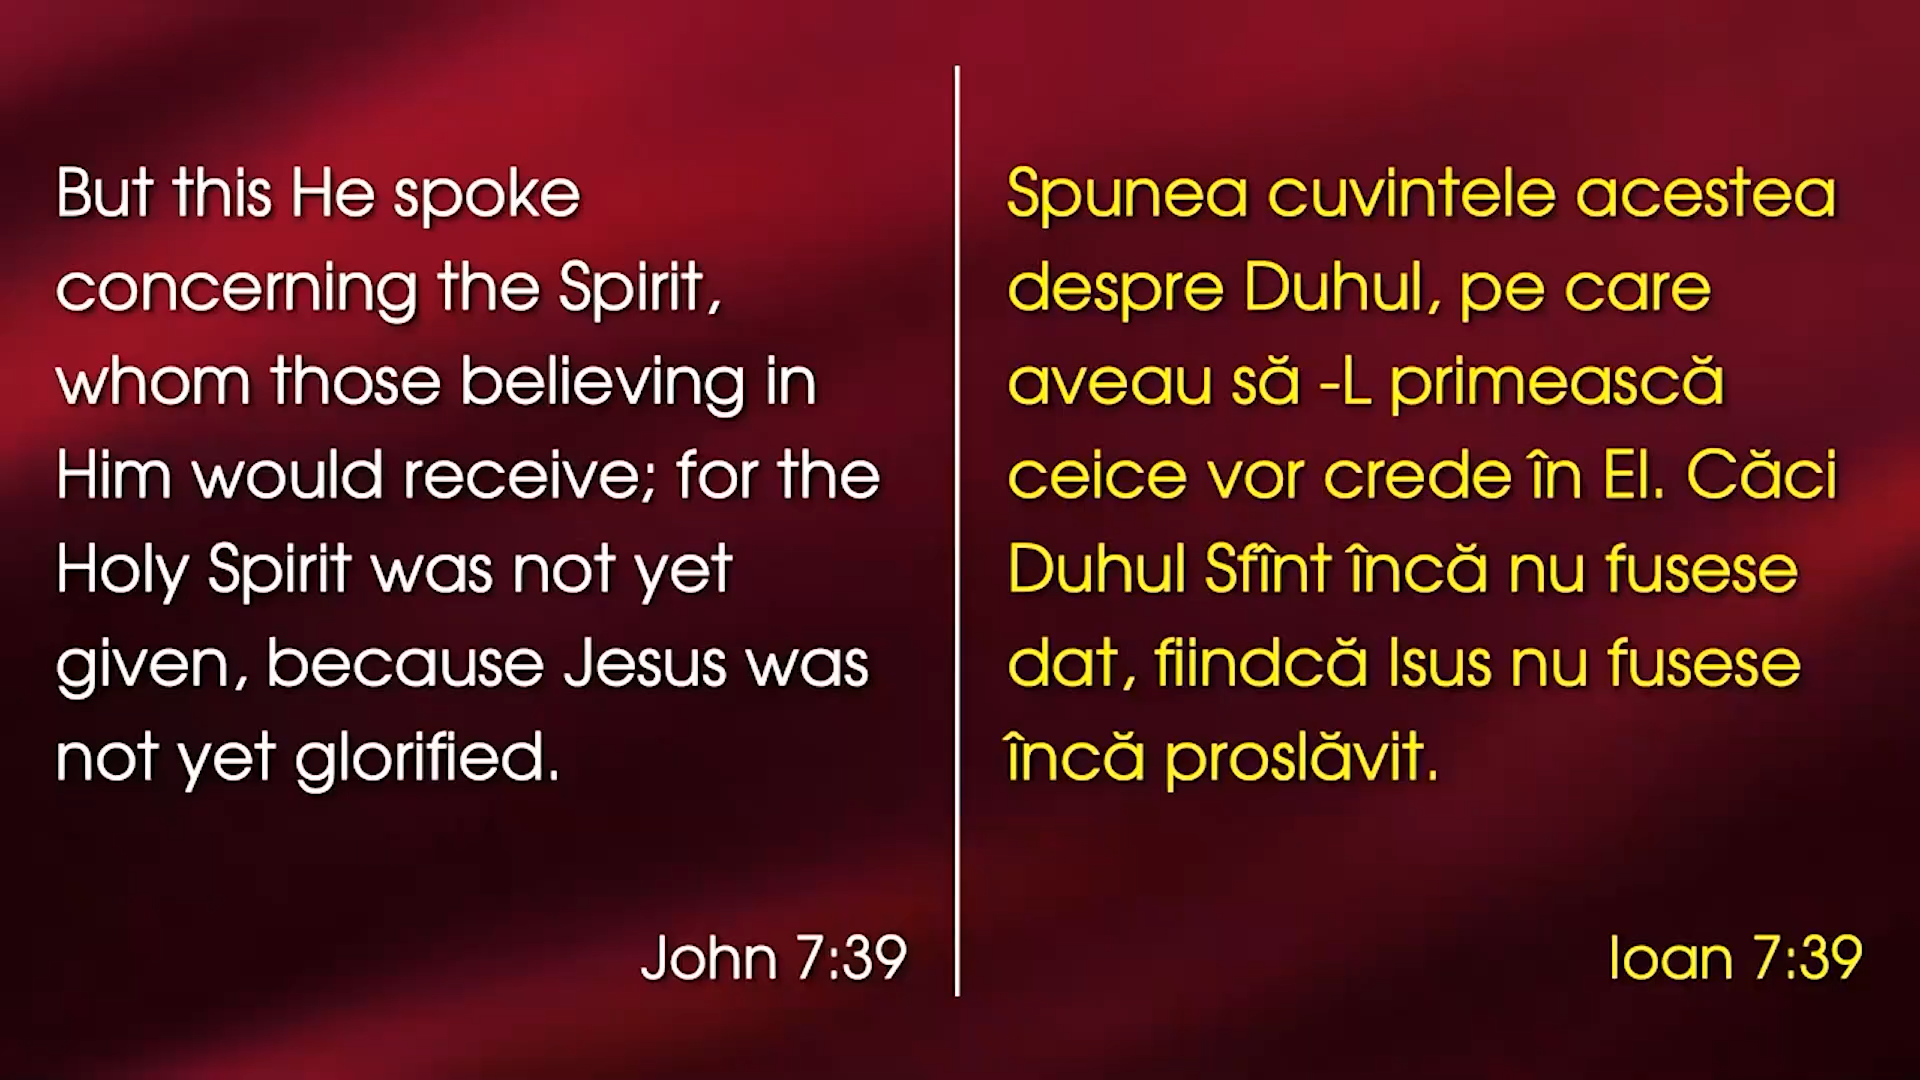 But this He spoke
concerning the Spirit,
whom those believing in
Him would receive; for the
Holy Spirit was not yet
given, because Jesus was
not yet glorified.
John 7:39
Spunea cuvintele acestea
despre Duhul, pe care
aveau să -L primească
ceice vor crede în El. Căci
Duhul Sfînt încă nu fusese
dat, fiindcă Isus nu fusese
încă proslăvit.
Ioan 7:39